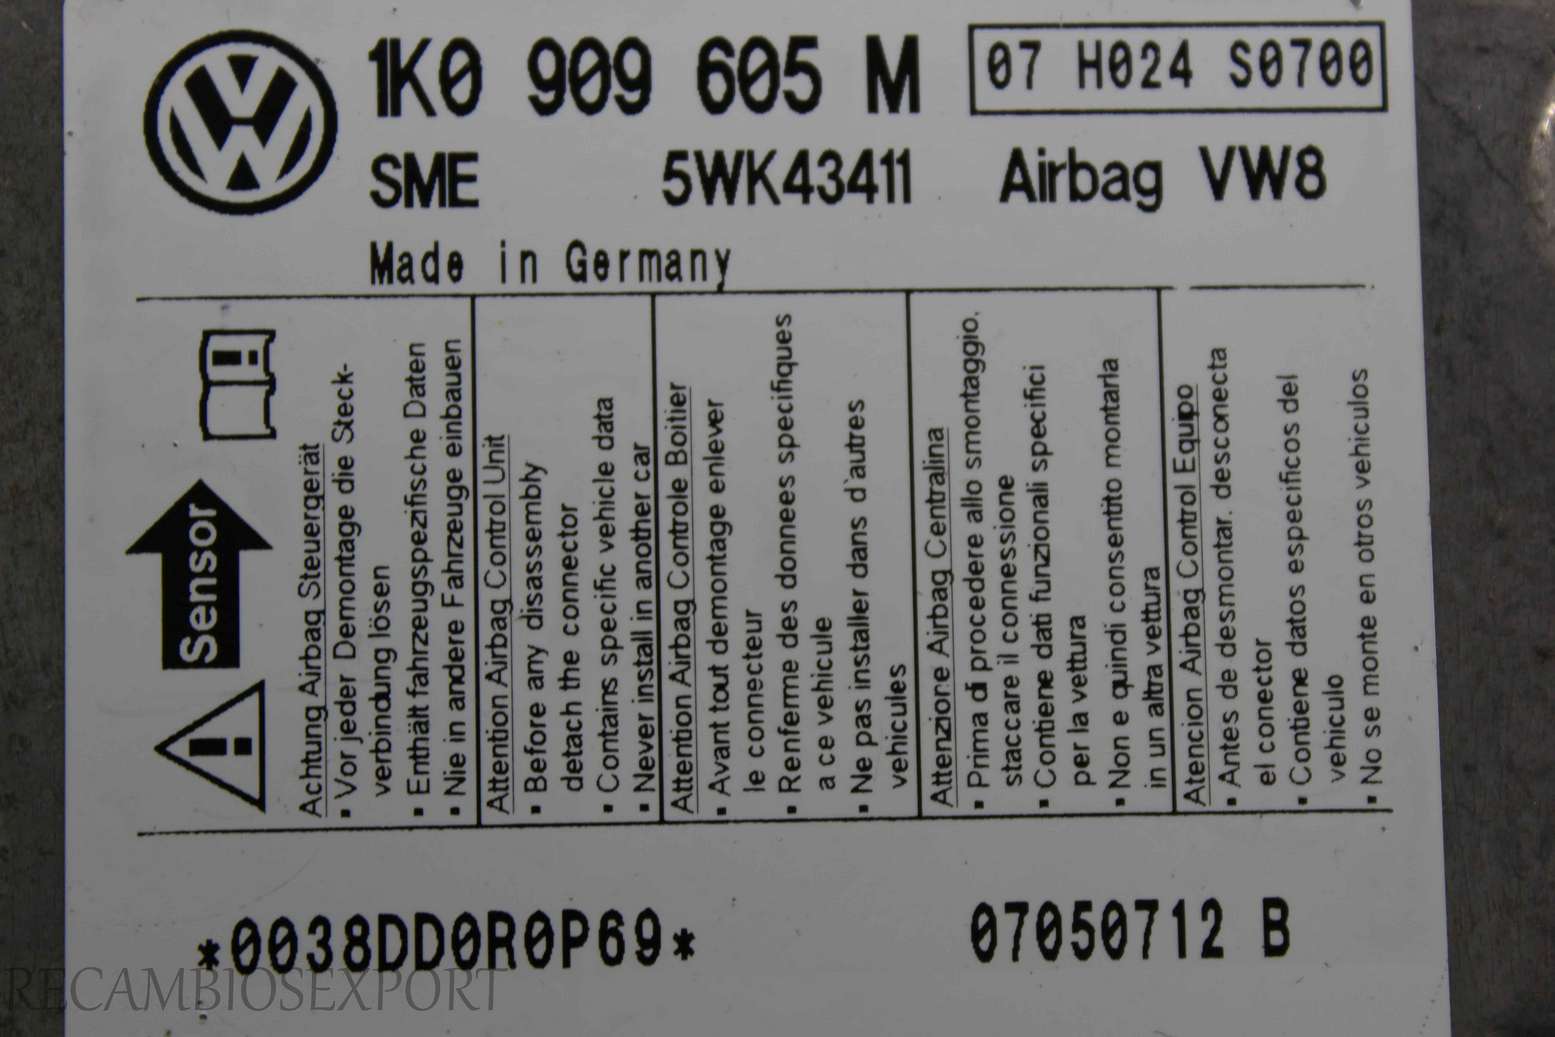 1K0 909 605 M
07 H024 S0700
SME 5WK43411 Airbag VW8
Made in Germany
Sensor
Achtung Airbag Steuergerät
▪ Vor jeder Demontage die Steck-
verbindung lösen
▪ Enthält fahrzeugspezifische Daten
▪ Nie in andere Fahrzeuge einbauen
Attention Airbag Control Unit
▪ Before any disassembly
detach the connector
▪ Contains specific vehicle data
▪ Never install in another car
Attention Airbag Controle Boitier
▪ Avant tout demontage enlever
le connecteur
▪ Renferme des donnees specifiques
a ce vehicule
▪ Ne pas installer dans d'autres
vehicules
Attenzione Airbag Centralina
▪ Prima di procedere allo smontaggio,
staccare il connessione
▪ Contiene dati funzionali specifici
per la vettura
▪ Non e quindi consentito montarla
in un altra vettura
Atencion Airbag Control Equipo
▪ Antes de desmontar, desconecta
el conector
▪ Contiene datos especificos del
vehiculo
▪ No se monte en otros vehiculos
*0038DD0R0P69*
07050712 B
RECAMBIOSEXPORT